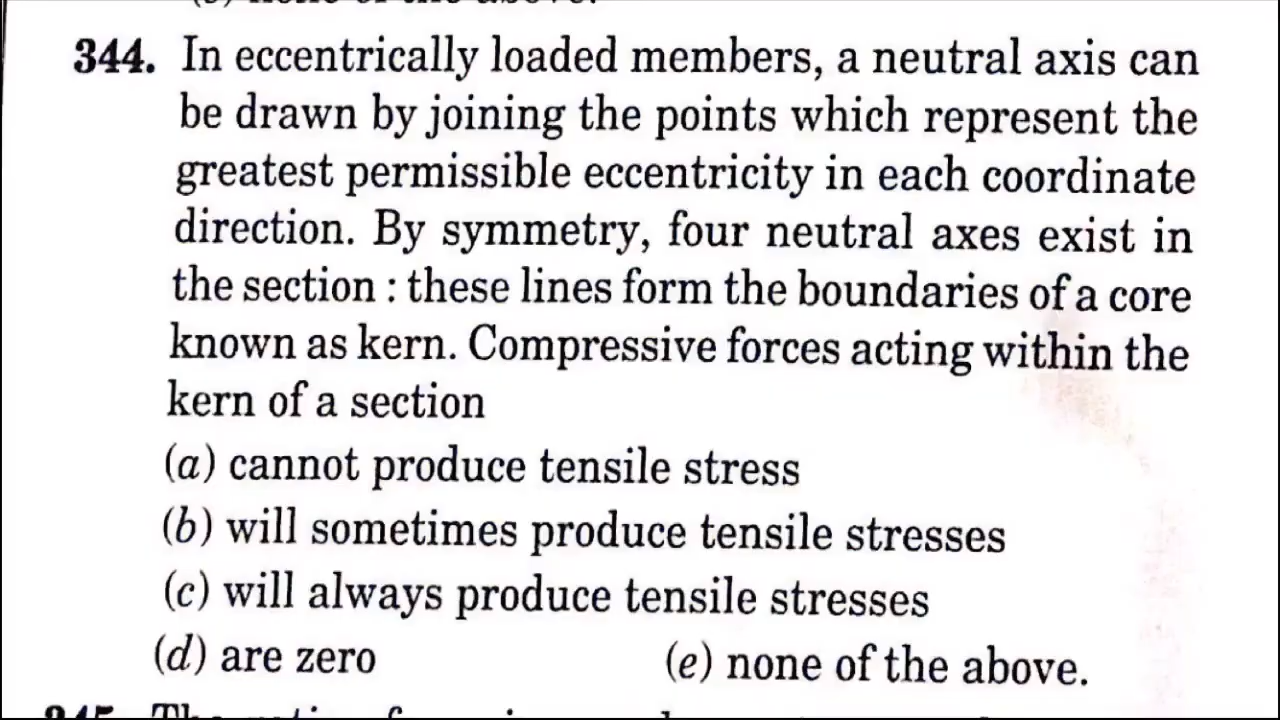 344. In eccentrically loaded members, a neutral axis can
be drawn by joining the points which represent the
greatest permissible eccentricity in each coordinate
direction. By symmetry, four neutral axes exist in
the section : these lines form the boundaries of a core
known as kern. Compressive forces acting within the
kern of a section
(a) cannot produce tensile stress
(b) will sometimes produce tensile stresses
(c) will always produce tensile stresses
(d) are zero (e) none of the above.